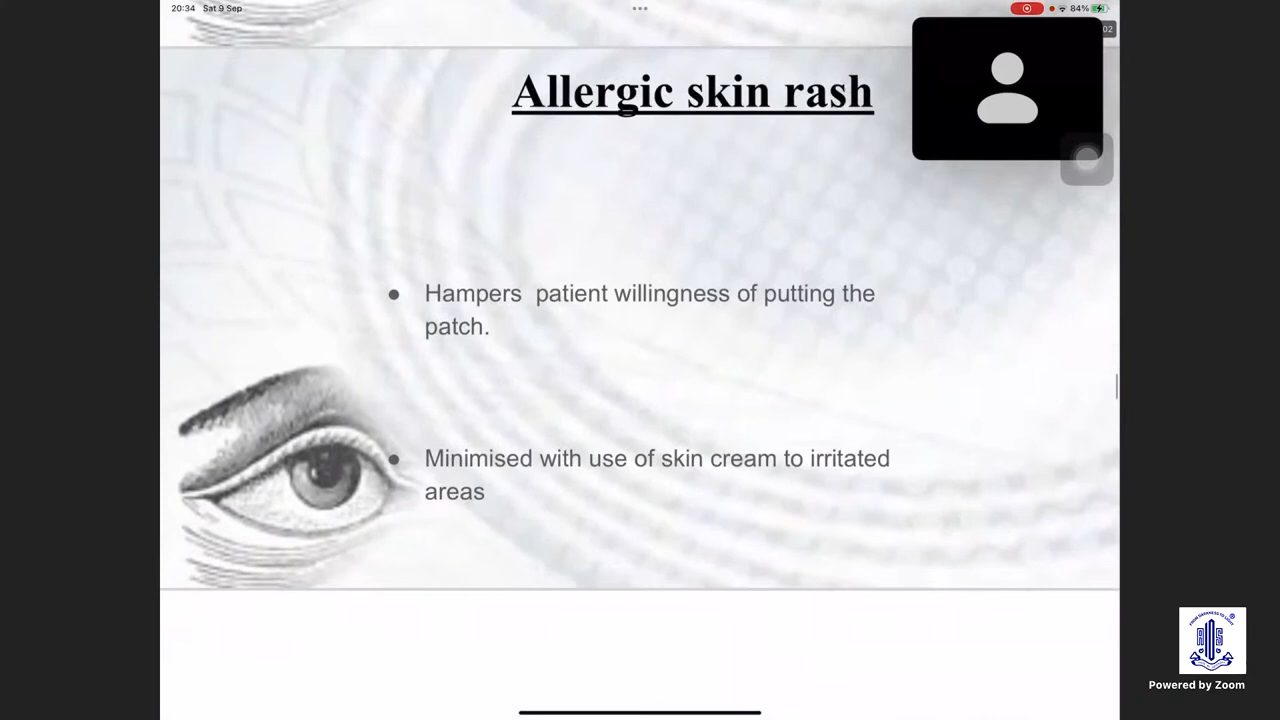 20:34 Sat 9 Sep
84%
02
Allergic skin rash
● Hampers patient willingness of putting the
patch.
● Minimised with use of skin cream to irritated
areas
Powered by Zoom